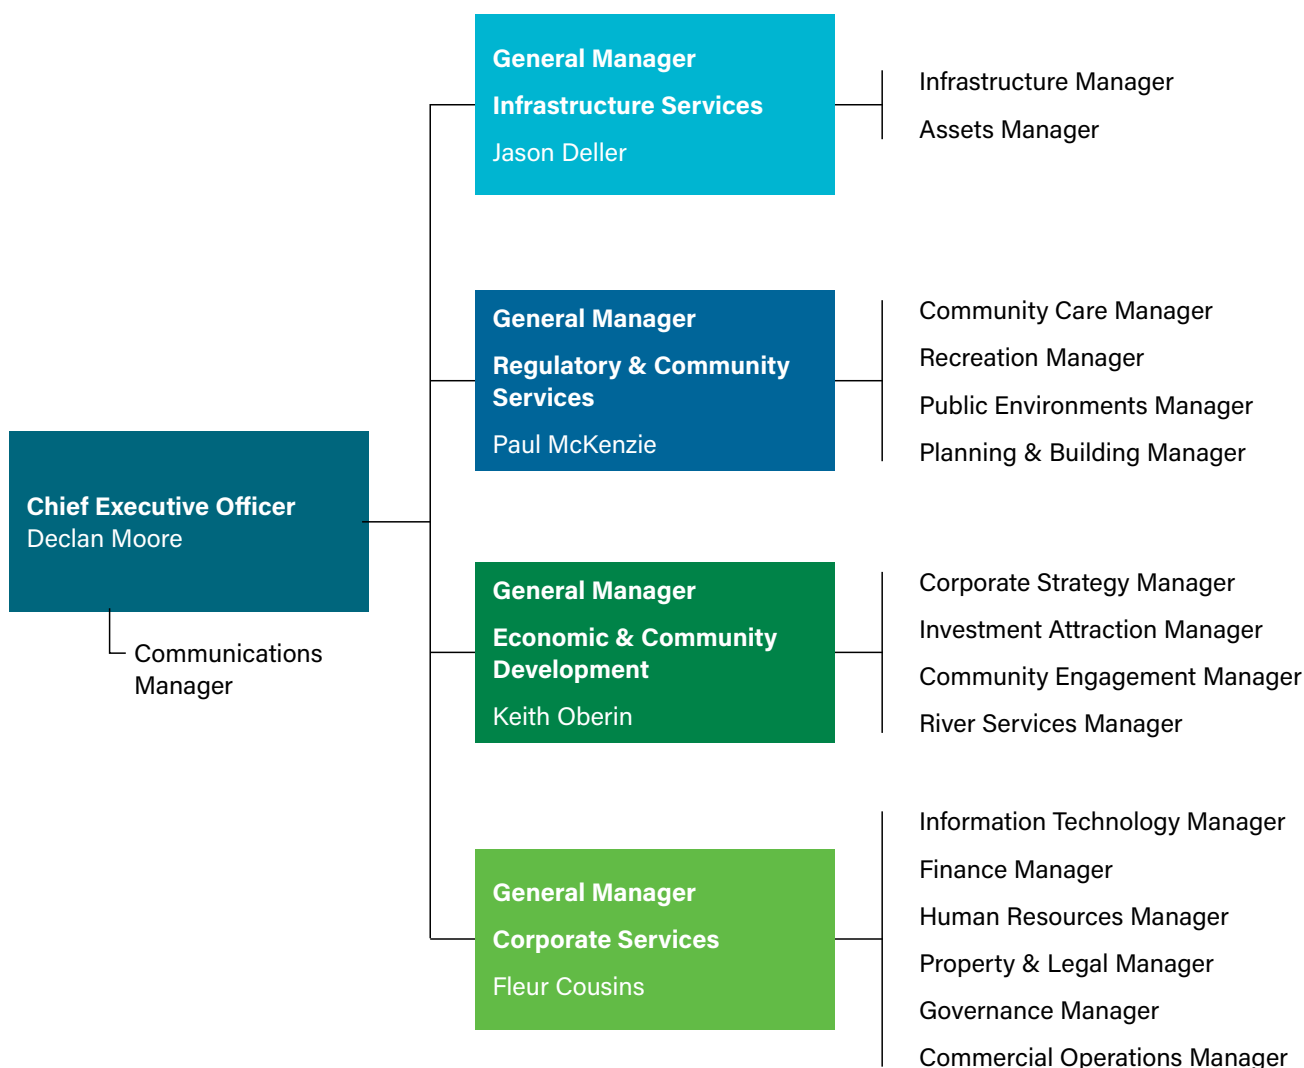 Chief Executive Officer
Declan Moore
Communications
Manager
General Manager
Infrastructure Services
Jason Deller
Infrastructure Manager
Assets Manager
General Manager
Regulatory & Community
Services
Paul McKenzie
Community Care Manager
Recreation Manager
Public Environments Manager
Planning & Building Manager
General Manager
Economic & Community
Development
Keith Oberin
Corporate Strategy Manager
Investment Attraction Manager
Community Engagement Manager
River Services Manager
General Manager
Corporate Services
Fleur Cousins
Information Technology Manager
Finance Manager
Human Resources Manager
Property & Legal Manager
Governance Manager
Commercial Operations Manager